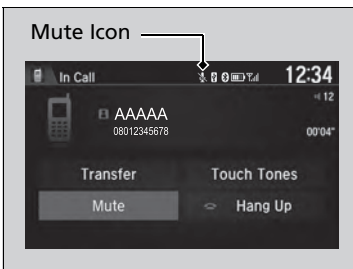 Mute Icon
In Call 12:34
12
AAAAA
08012345678 00'04"
Transfer Touch Tones
Mute Hang Up